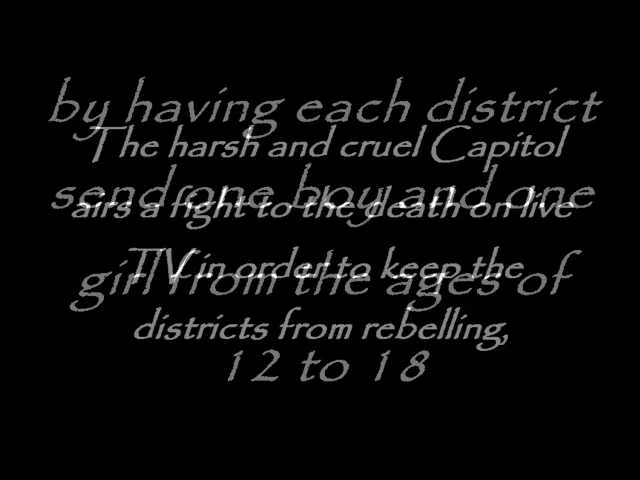 The harsh and cruel Capitol
airs a fight to the death on live
TV in order to keep the
districts from rebelling,
by having each district
send one boy and one
girl from the ages of
12 to 18